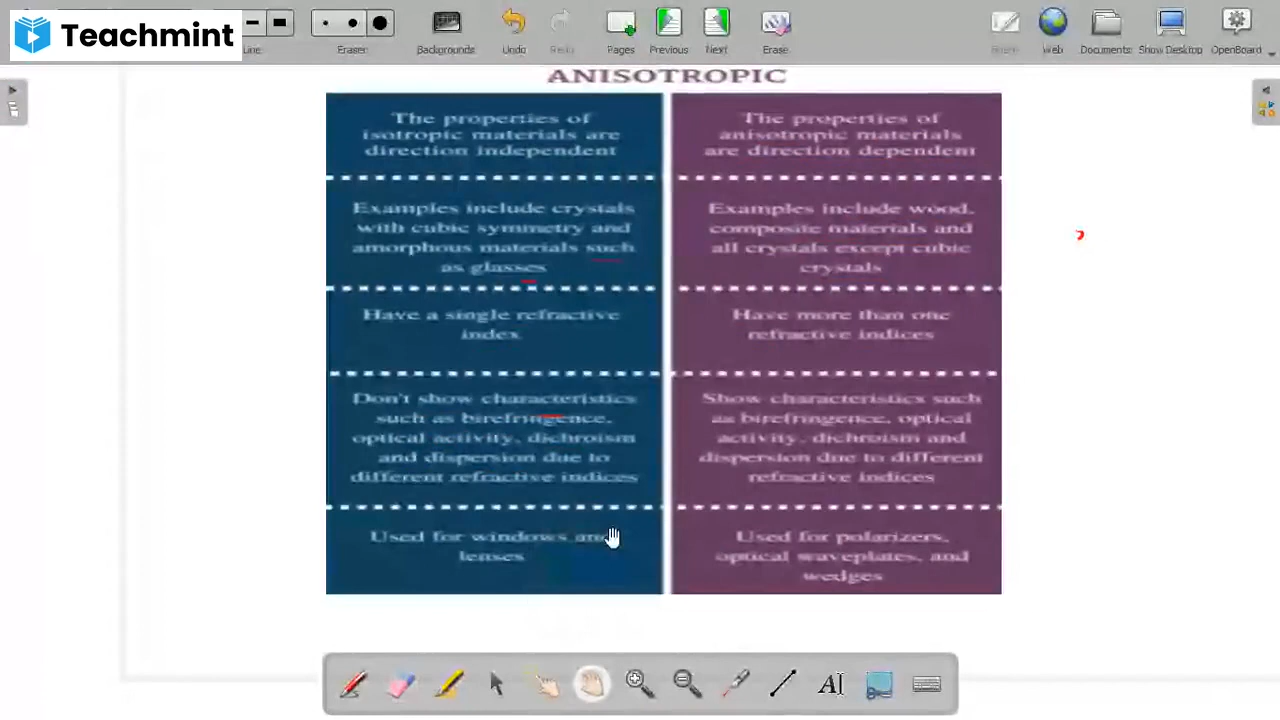 Teachmint
Line
Eraser
Backgrounds
Undo
Redo
Pages
Previous
Next
Erase
Web
Documents
Show Desktop
OpenBoard
ANISOTROPIC
The properties of
isotropic materials are
direction independent
Examples include crystals
with cubic symmetry and
amorphous materials such
as glasses
Have a single refractive
index
Don't show characteristics
such as birefringence,
optical activity, dichroism
and dispersion due to
different refractive indices
Used for windows and
lenses
The properties of
anisotropic materials
are direction dependent
Examples include wood,
composite materials and
all crystals except cubic
crystals
Have more than one
refractive indices
Show characteristics such
as birefringence, optical
activity, dichroism and
dispersion due to different
refractive indices
Used for polarizers,
optical waveplates, and
wedges